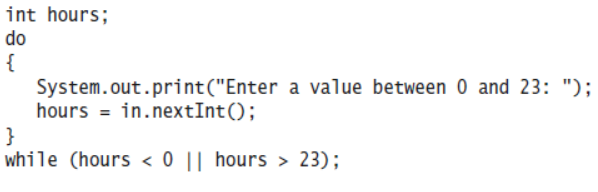 int hours;
do
{
   System.out.print("Enter a value between 0 and 23: ");
   hours = in.nextInt();
}
while (hours < 0 || hours > 23);